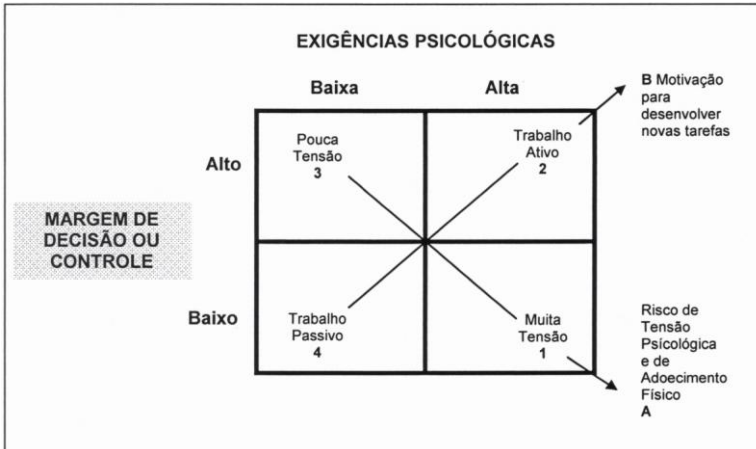 EXIGÊNCIAS PSICOLÓGICAS
Baixa
Alta
B Motivação
para
desenvolver
novas tarefas
Alto
Pouca
Tensão
3
Trabalho
Ativo
2
MARGEM DE
DECISÃO OU
CONTROLE
Baixo
Trabalho
Passivo
4
Muita
Tensão
1
Risco de
Tensão
Psicológica
e de
Adoecimento
Físico
A